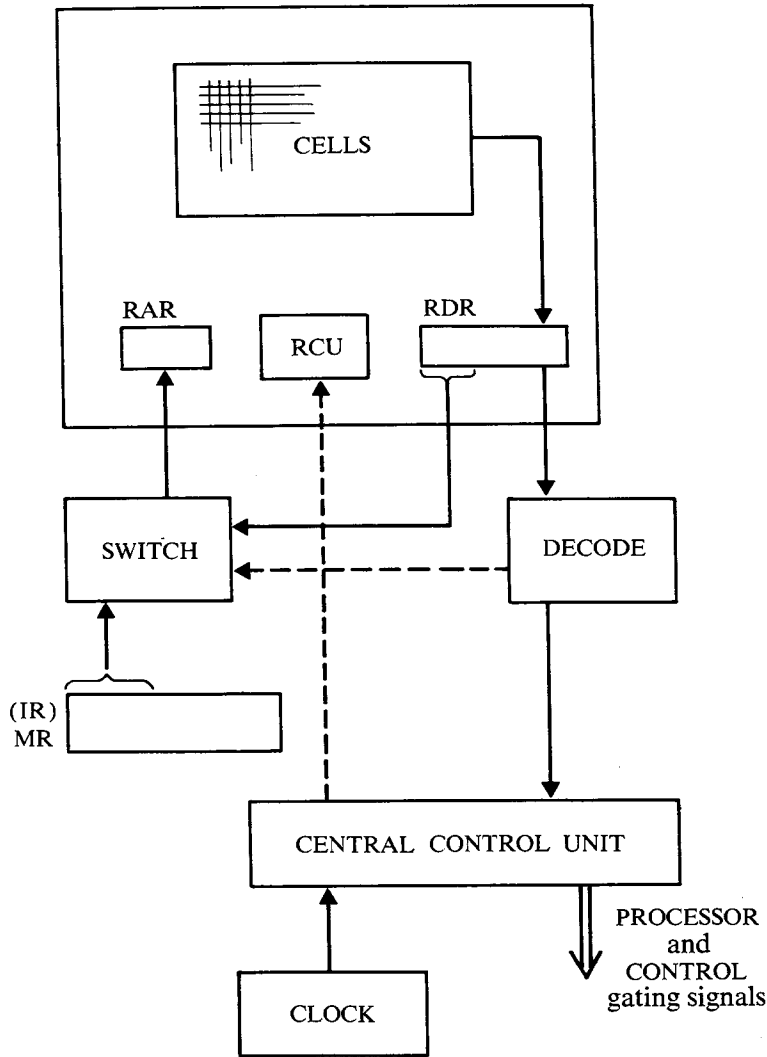 CELLS
RAR
RCU
RDR
SWITCH
DECODE
(IR)
MR
CENTRAL CONTROL UNIT
PROCESSOR
and
CONTROL
gating signals
CLOCK